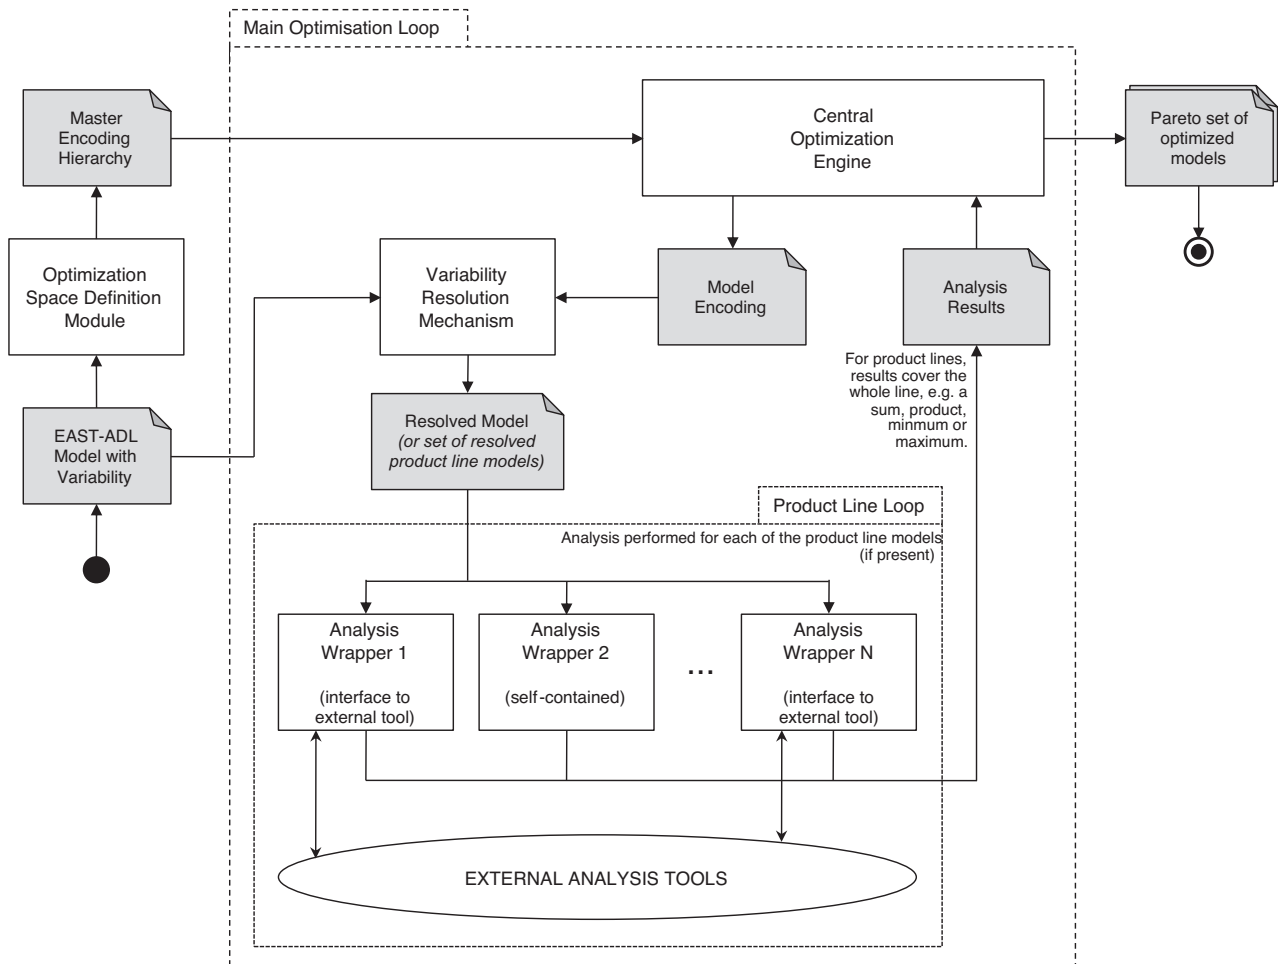 Main Optimisation Loop
Master
Encoding
Hierarchy
Central
Optimization
Engine
Pareto set of
optimized
models
Optimization
Space Definition
Module
Variability
Resolution
Mechanism
Model
Encoding
Analysis
Results
For product lines,
results cover the
whole line, e.g. a
sum, product,
minmum or
maximum.
EAST-ADL
Model with
Variability
Resolved Model
(or set of resolved
product line models)
Product Line Loop
Analysis performed for each of the product line models
(if present)
Analysis
Wrapper 1
(interface to
external tool)
Analysis
Wrapper 2
(self-contained)
...
Analysis
Wrapper N
(interface to
external tool)
EXTERNAL ANALYSIS TOOLS